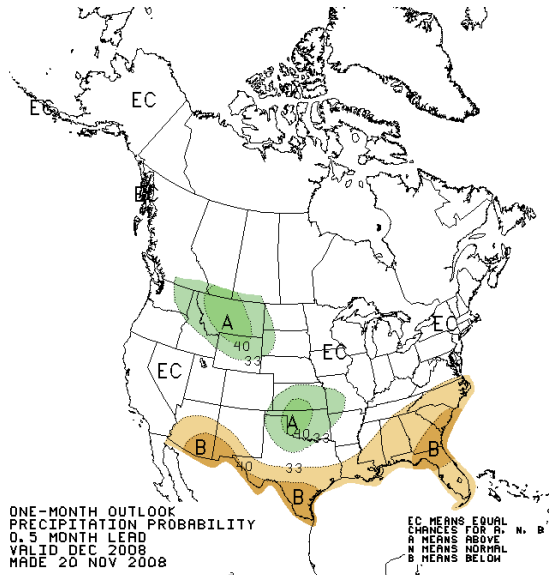 EC
EC
EC
A
40
33
EC
EC
EC
A
40
33
B
40
33
B
B
ONE-MONTH OUTLOOK
PRECIPITATION PROBABILITY
0.5 MONTH LEAD
VALID DEC 2008
MADE 20 NOV 2008
EC MEANS EQUAL
CHANCES FOR A, N, B
A MEANS ABOVE
N MEANS NORMAL
B MEANS BELOW